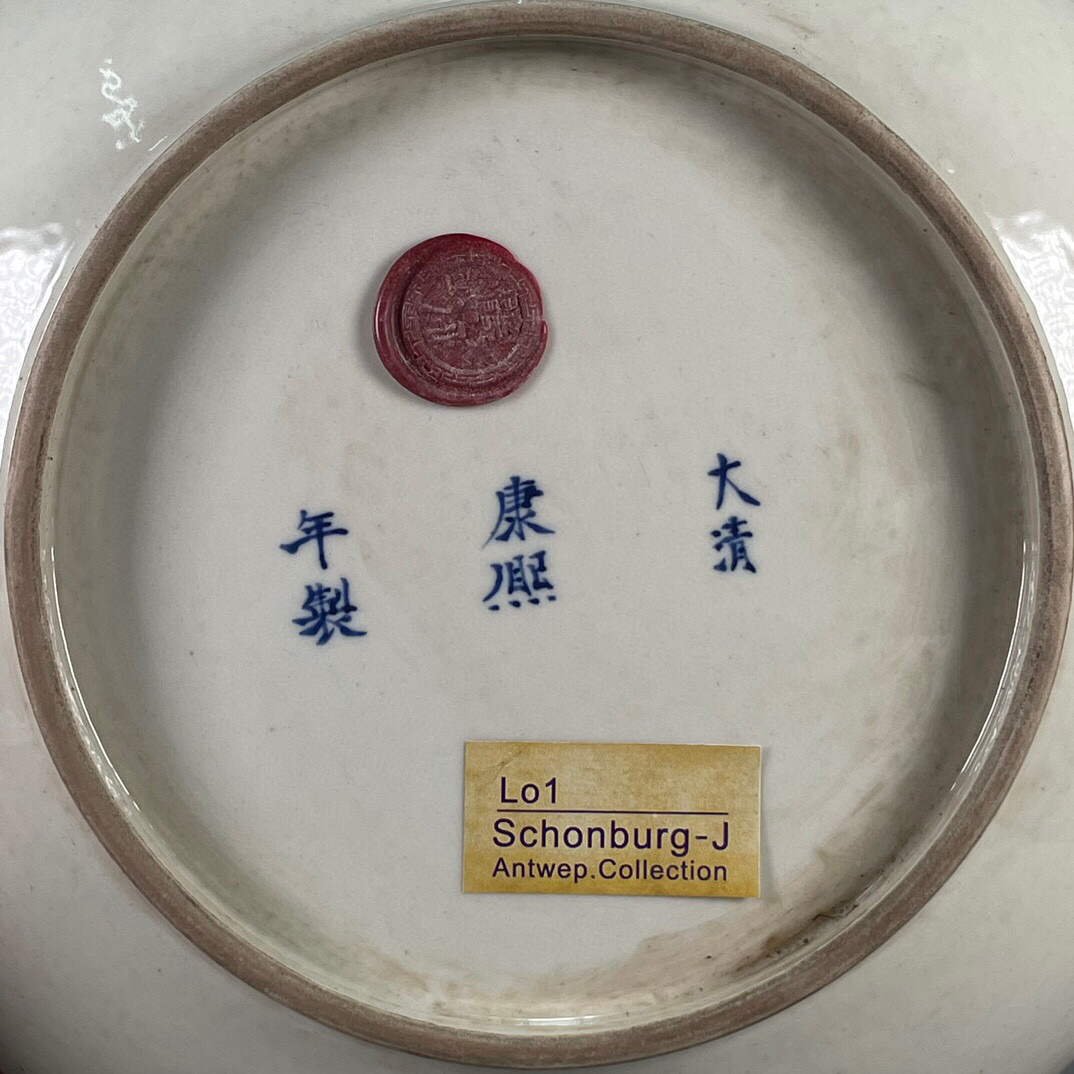 大清
康熙
年製
Lo1
Schonburg-J
Antwep.Collection